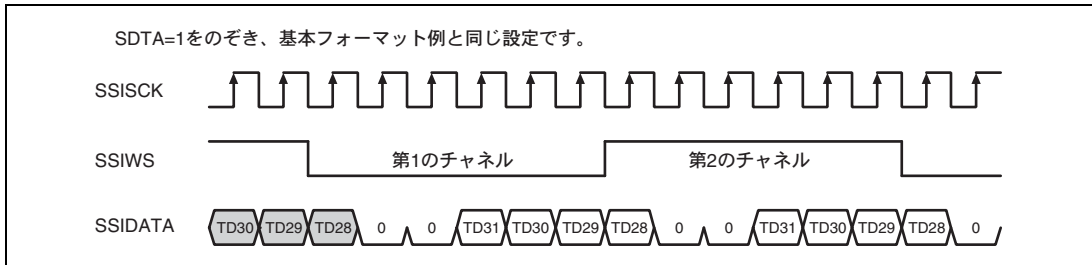 SDTA=1をのぞき、基本フォーマット例と同じ設定です。
SSISCK
SSIWS 第1のチャネル 第2のチャネル
SSIDATA TD30 TD29 TD28 0 0 TD31 TD30 TD29 TD28 0 0 TD31 TD30 TD29 TD28 0